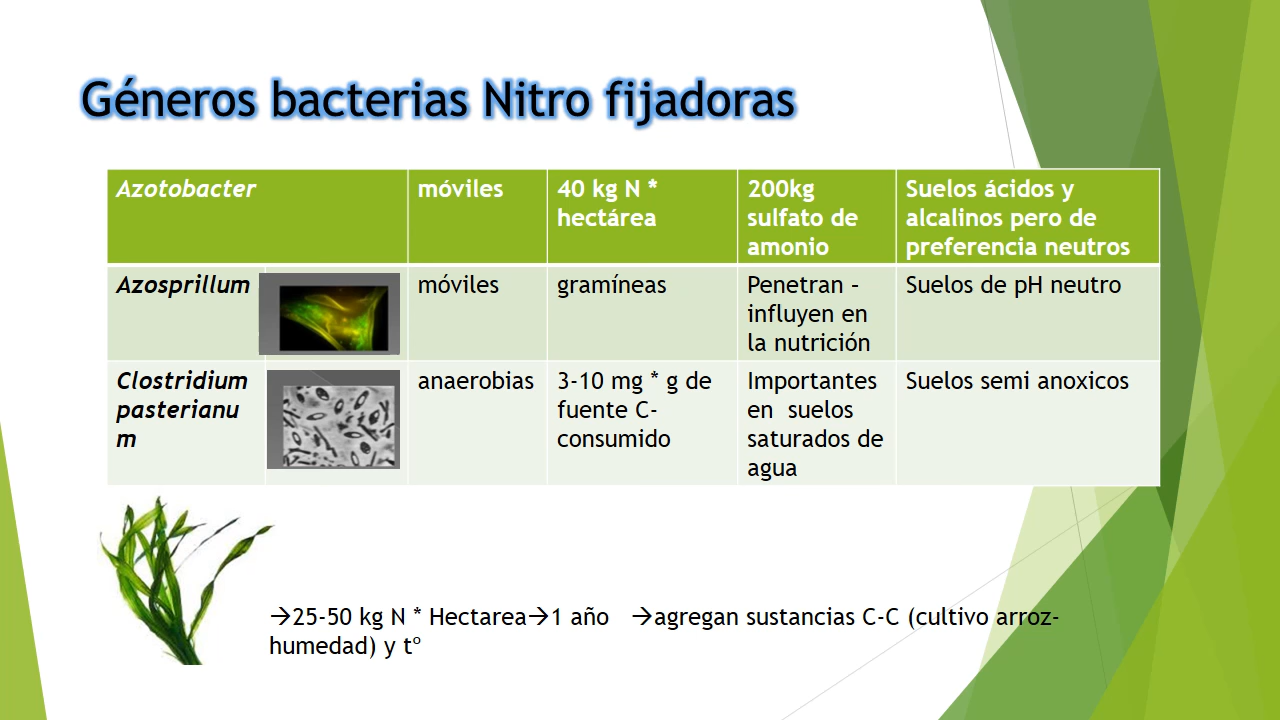 Géneros bacterias Nitro fijadoras
Azotobacter
móviles
40 kg N *
hectárea
200kg
sulfato de
amonio
Suelos ácidos y
alcalinos pero de
preferencia neutros
Azosprillum
móviles
gramíneas
Penetran –
influyen en
la nutrición
Suelos de pH neutro
Clostridium
pasterianu
m
anaerobias
3-10 mg * g de
fuente C-
consumido
Importantes
en  suelos
saturados de
agua
Suelos semi anoxicos
→25-50 kg N * Hectarea→1 año   →agregan sustancias C-C (cultivo arroz-
humedad) y t°